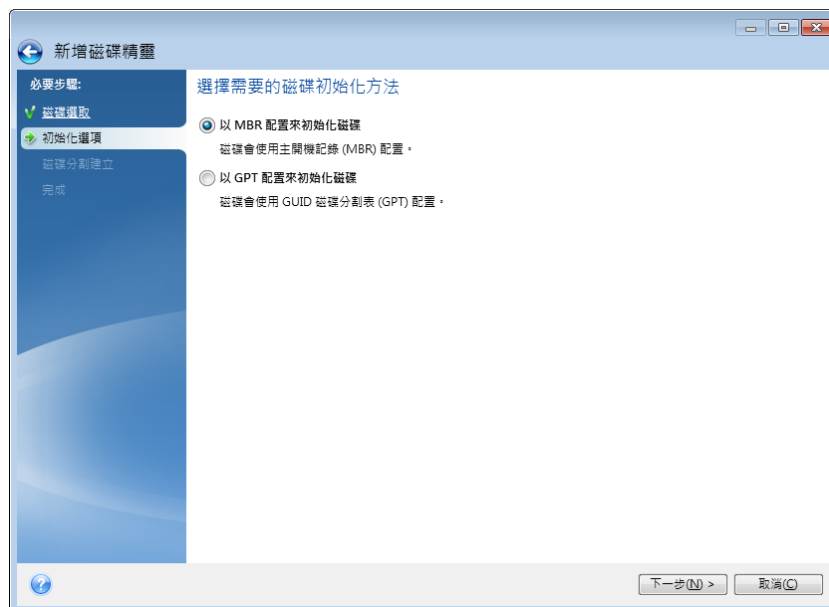 新增磁碟精靈
必要步驟:
磁碟選取
初始化選項
磁碟分割建立
完成
選擇需要的磁碟初始化方法
以 MBR 配置來初始化磁碟
磁碟會使用主開機記錄 (MBR) 配置。
以 GPT 配置來初始化磁碟
磁碟會使用 GUID 磁碟分割表 (GPT) 配置。
下一步(N) >
取消(C)